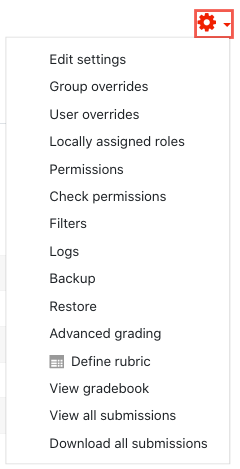 Edit settings
Group overrides
User overrides
Locally assigned roles
Permissions
Check permissions
Filters
Logs
Backup
Restore
Advanced grading
Define rubric
View gradebook
View all submissions
Download all submissions